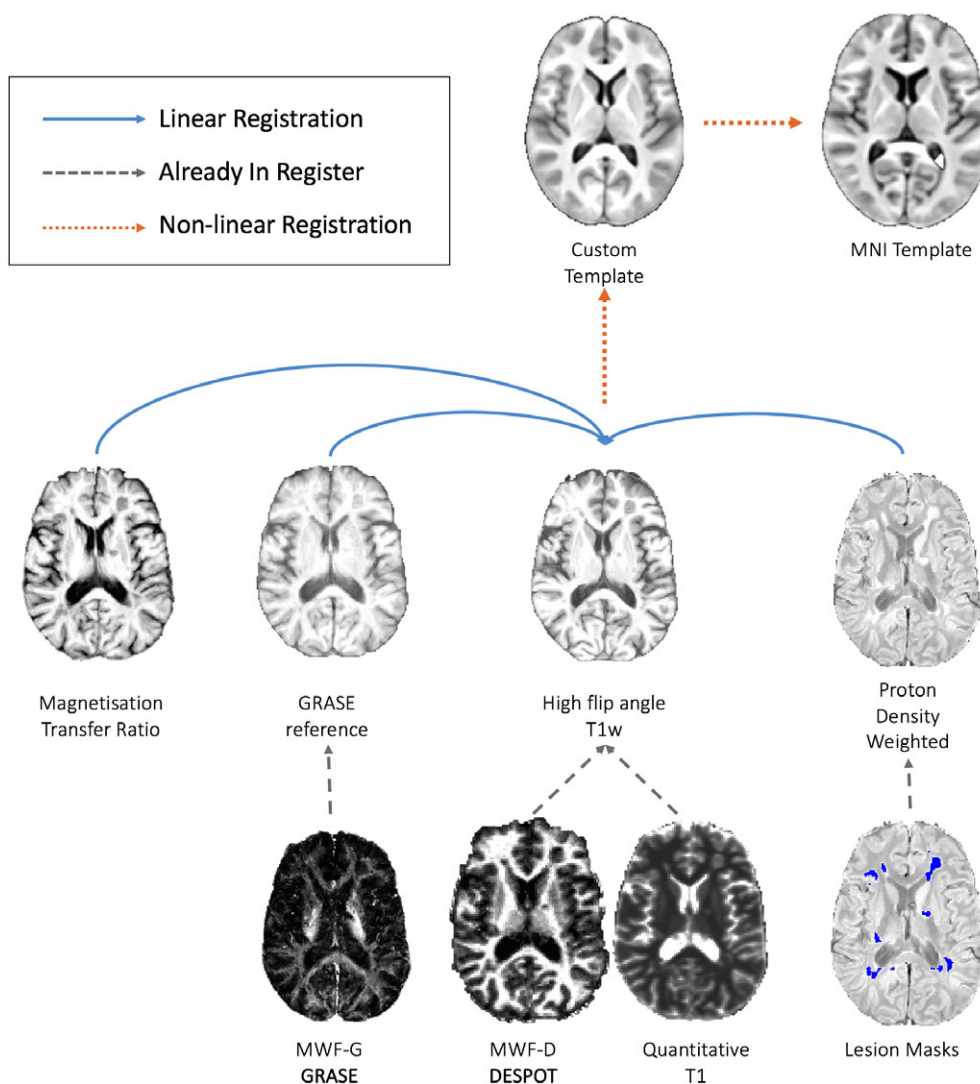 Linear Registration
Already In Register
Non-linear Registration
Custom
Template
MNI Template
Magnetisation
Transfer Ratio
GRASE
reference
High flip angle
T1w
Proton
Density
Weighted
MWF-G
GRASE
MWF-D
DESPOT
Quantitative
T1
Lesion Masks